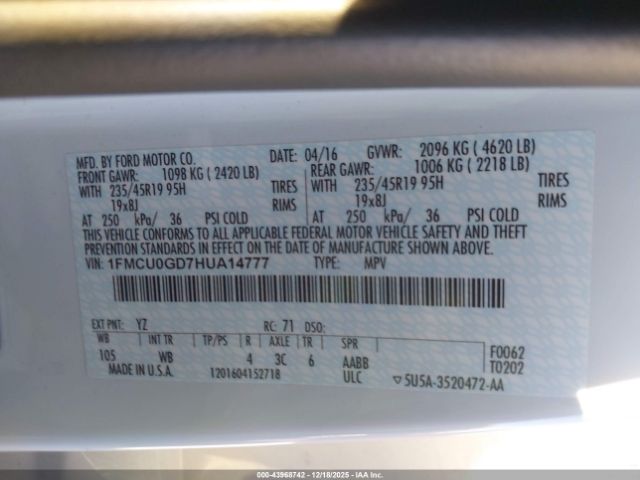 MFD. BY FORD MOTOR CO. DATE: 04/16 GVWR: 2096 KG ( 4620 LB)
FRONT GAWR: 1098 KG ( 2420 LB) REAR GAWR: 1006 KG ( 2218 LB)
WITH 235/45R19 95H TIRES WITH 235/45R19 95H TIRES
19x8J RIMS 19x8J RIMS
AT 250 kPa/ 36 PSI COLD AT 250 kPa/ 36 PSI COLD
THIS VEHICLE CONFORMS TO ALL APPLICABLE FEDERAL MOTOR VEHICLE SAFETY AND THEFT
PREVENTION STANDARDS IN EFFECT ON THE DATE OF MANUFACTURE SHOWN ABOVE.
VIN: 1FMCU0GD7HUA14777 TYPE: MPV
EXT PNT: YZ RC: 71 DSO:
WB INT TR TP/PS R AXLE TR SPR F0062
105 WB 4 3C 6 AABB T0202
MADE IN U.S.A. 1201604152718 ULC ▽5U5A-3520472-AA
000-43968742 - 12/18/2025 - IAA Inc.